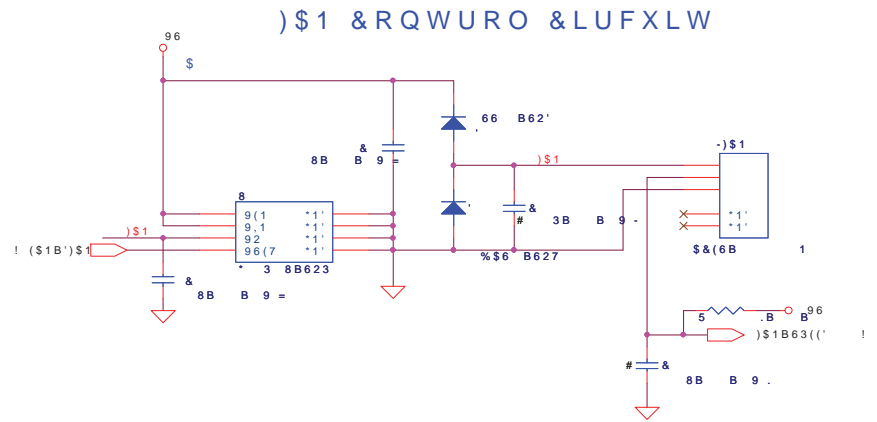 )$1 &RQWURO &LUFXLW
96
$
66 B62'
,
&
8B B 9 =
-)$1
)$1
8
9(1 *1'
9,1 *1'
92 *1'
96(7 *1'
* 3 8B623
)$1
! ($1B')$1
&
8B B 9 =
,
&
# 3B B 9 -
%$6 B627
*1'
*1'
$&(6B 1
96
5 .B B
)$1B63((' !
# &
8B B 9 .